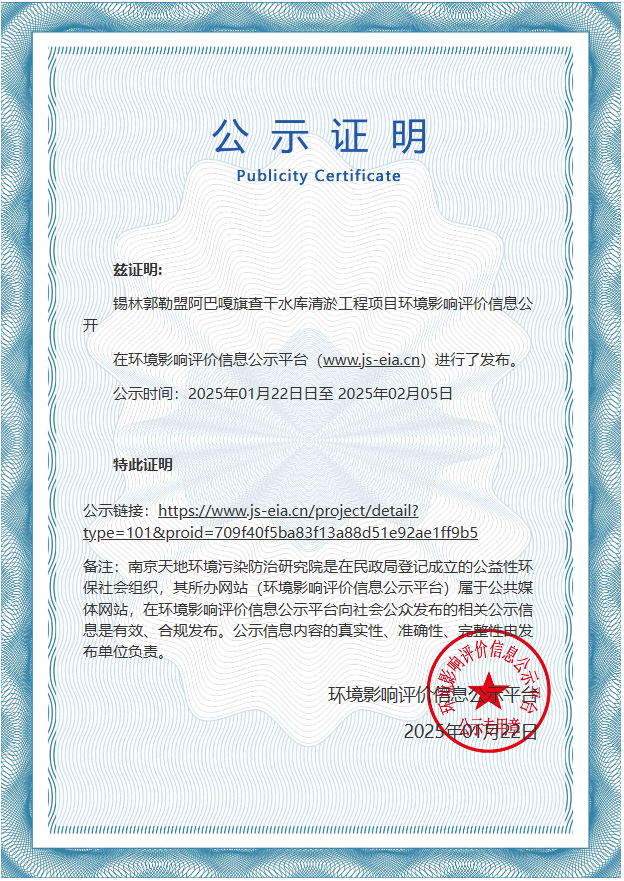 公示证明
Publicity Certificate
兹证明:
锡林郭勒盟阿巴嘎旗查干水库清淤工程项目环境影响评价信息公
开
在环境影响评价信息公示平台（www.js-eia.cn）进行了发布。
公示时间：2025年01月22日日至 2025年02月05日
特此证明
公示链接：https://www.js-eia.cn/project/detail?
type=101&proid=709f40f5ba83f13a88d51e92ae1ff9b5
备注：南京天地环境污染防治研究院是在民政局登记成立的公益性环
保社会组织，其所办网站（环境影响评价信息公示平台）属于公共媒
体网站，在环境影响评价信息公示平台向社会公众发布的相关公示信
息是有效、合规发布。公示信息内容的真实性、准确性、完整性由发
布单位负责。
环境影响评价信息公示平台
环境影响评价信息公示平台
公示专用章
2025年01月22日